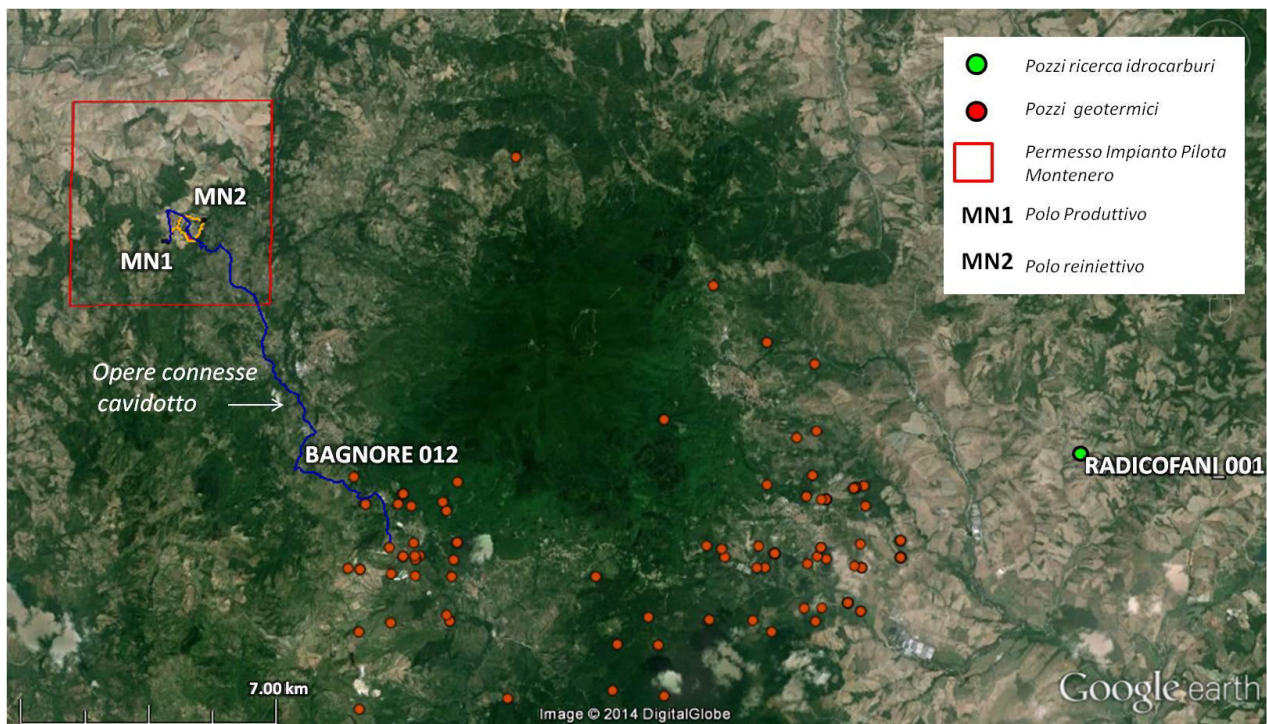 Pozzi ricerca idrocarburi
Pozzi geotermici
Permesso Impianto Pilota
Montenero
MN1 Polo Produttivo
MN2 Polo reiniettivo
MN2
MN1
Opere connesse
cavidotto
BAGNORE 012
RADICOFANI_001
7.00 km
Google earth
Image © 2014 DigitalGlobe